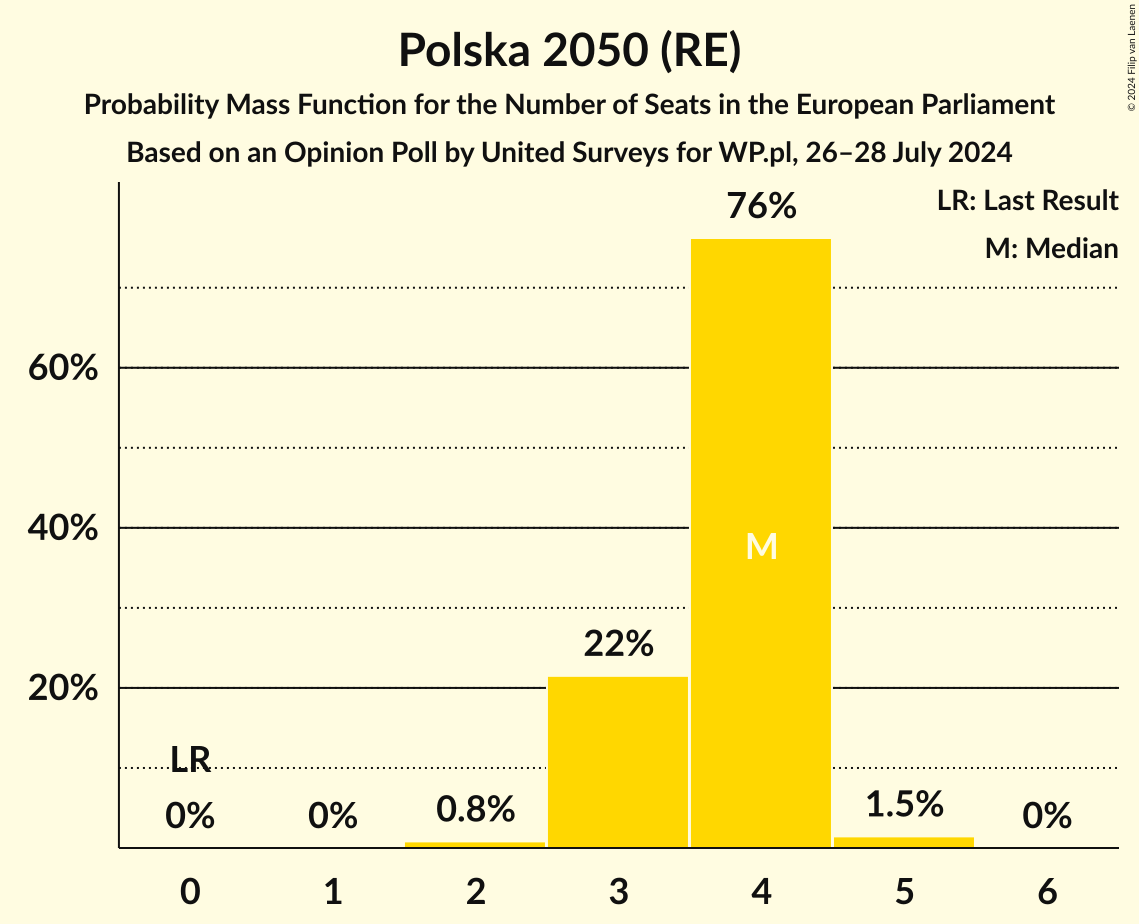 Polska 2050 (RE)
Probability Mass Function for the Number of Seats in the European Parliament
Based on an Opinion Poll by United Surveys for WP.pl, 26–28 July 2024
© 2024 Filip van Laenen
LR: Last Result
M: Median
76%
60%
40%
M
22%
20%
LR
0%
0%
0.8%
1.5%
0%
0
1
2
3
4
5
6